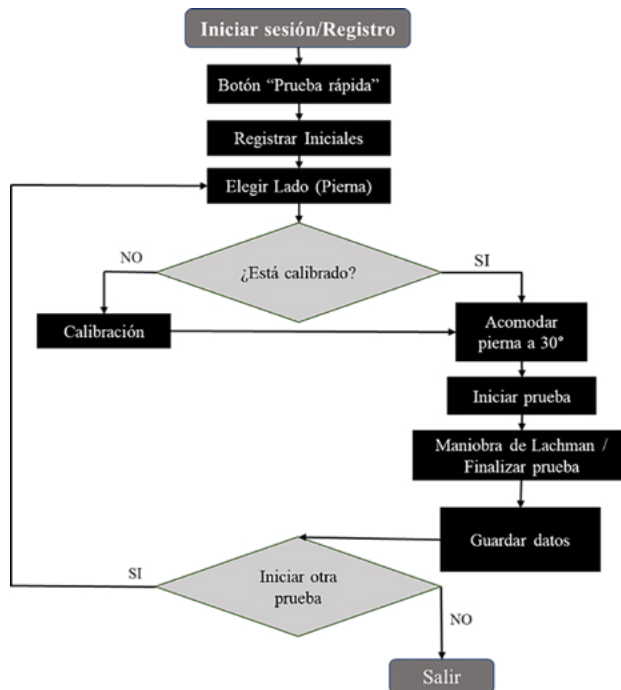 Iniciar sesión/Registro
Botón “Prueba rápida”
Registrar Iniciales
Elegir Lado (Pierna)
NO
SI
¿Está calibrado?
Calibración
Acomodar
pierna a 30°
Iniciar prueba
Maniobra de Lachman /
Finalizar prueba
Guardar datos
SI
Iniciar otra
prueba
NO
Salir